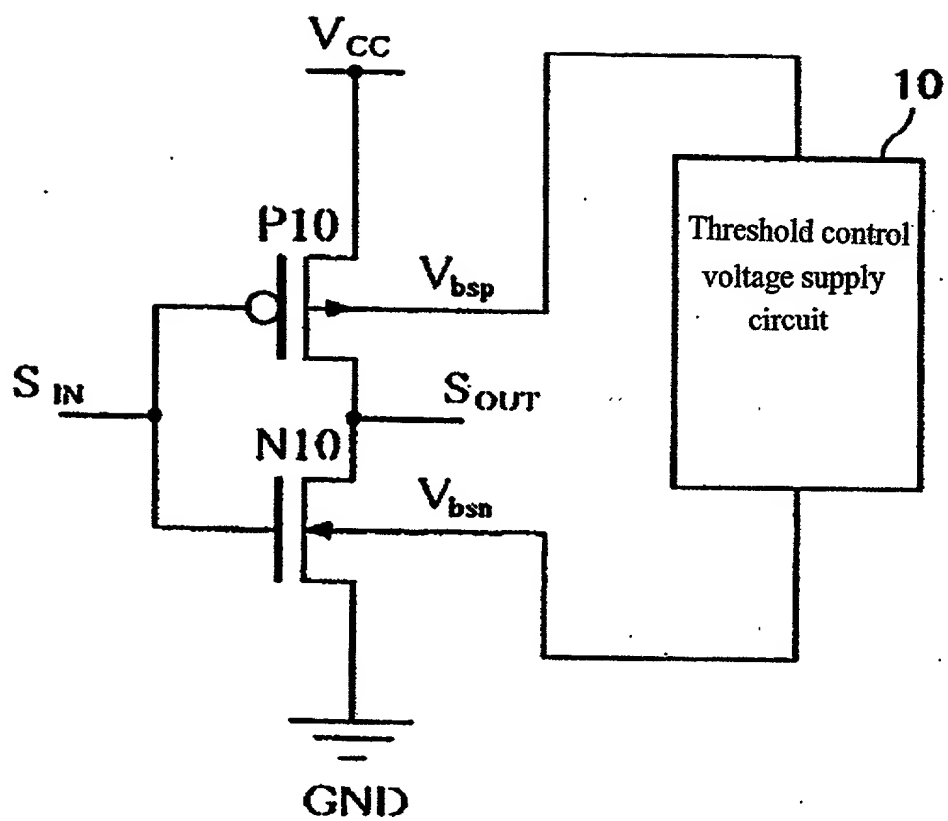 VCC
10
P10
Threshold control
voltage supply
circuit
Vbsp
SIN
SOUT
N10
Vbsn
GND